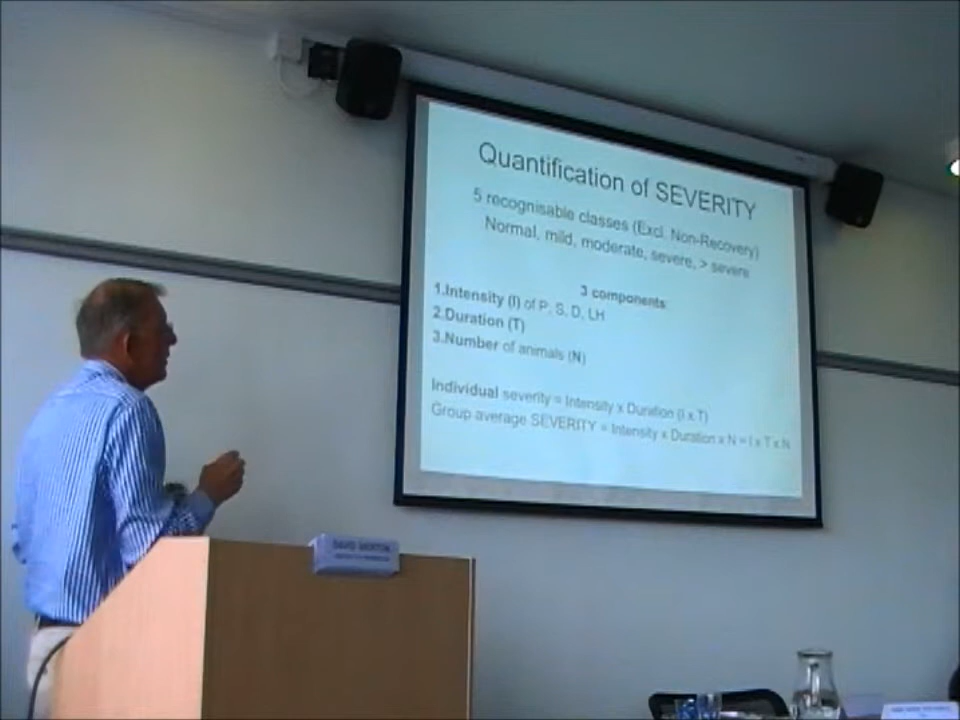 Quantification of SEVERITY
5 recognisable classes (Excl. Non-Recovery)
Normal, mild, moderate, severe, > severe
3 components
1.Intensity (I) of P, S, D, LH
2.Duration (T)
3.Number of animals (N)
Individual severity = Intensity x Duration (I x T)
Group average SEVERITY = Intensity x Duration x N = I x T x N
DAVID MORTON